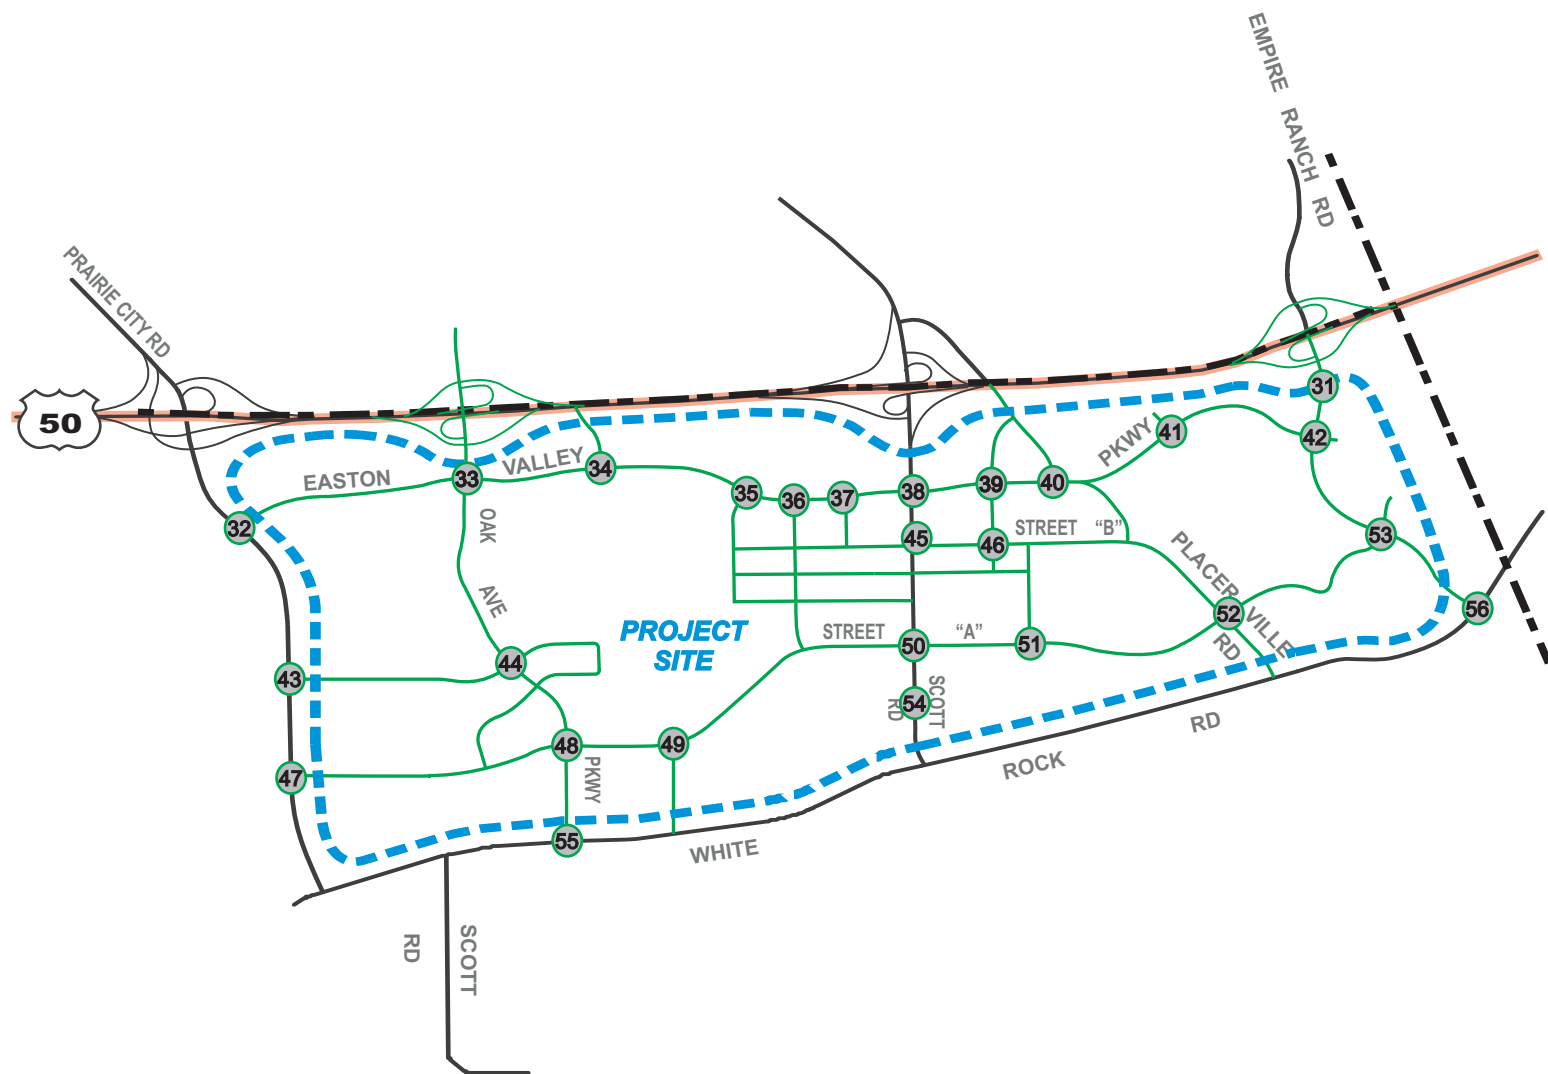 EMPIRE RANCH RD
PRAIRIE CITY RD
50
31
EASTON VALLEY PKWY
32
33
34
35
36
37
38
39
40
41
42
OAK AVE PKWY
STREET "B"
45
46
53
PLACERVILLE RD
52
56
PROJECT
SITE
STREET "A"
43
44
50
51
SCOTT RD
54
47
48
49
55
WHITE ROCK RD
SCOTT RD